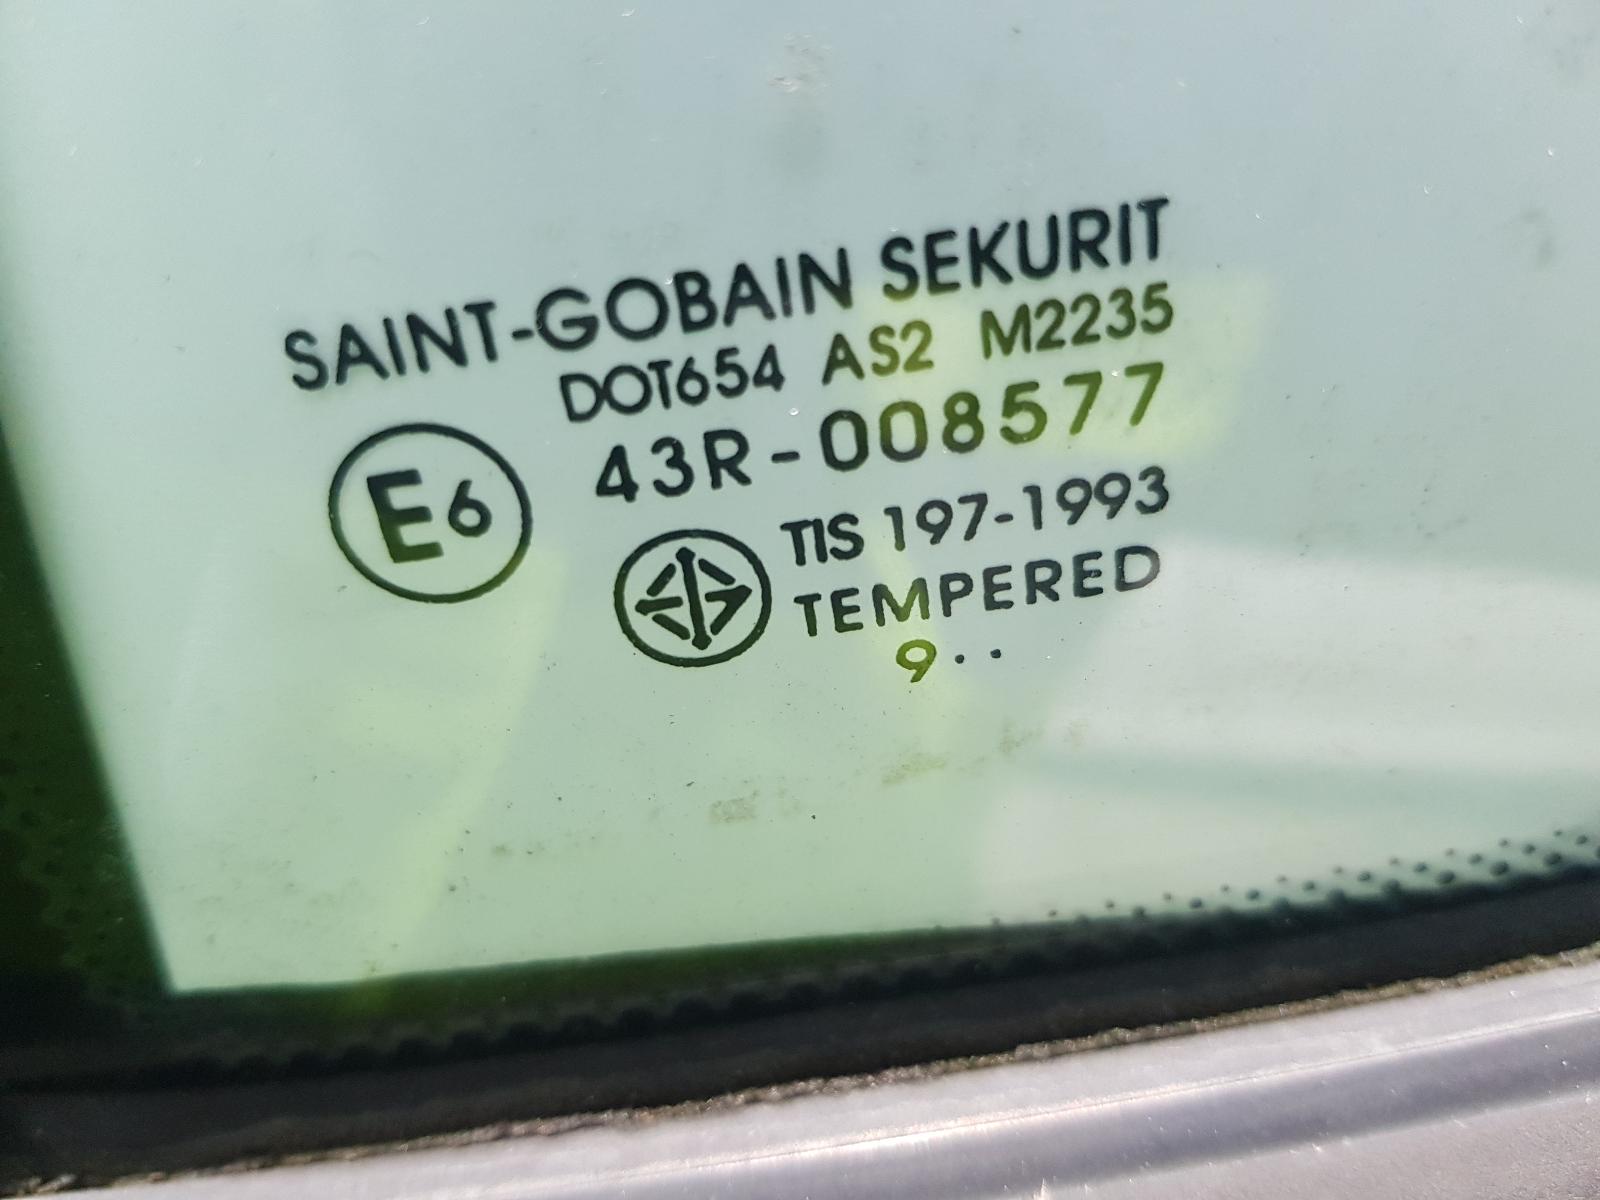 SAINT-GOBAIN SEKURIT
DOT654 AS2 M2235
43R-008577
E6
TIS 197-1993
TEMPERED
9..